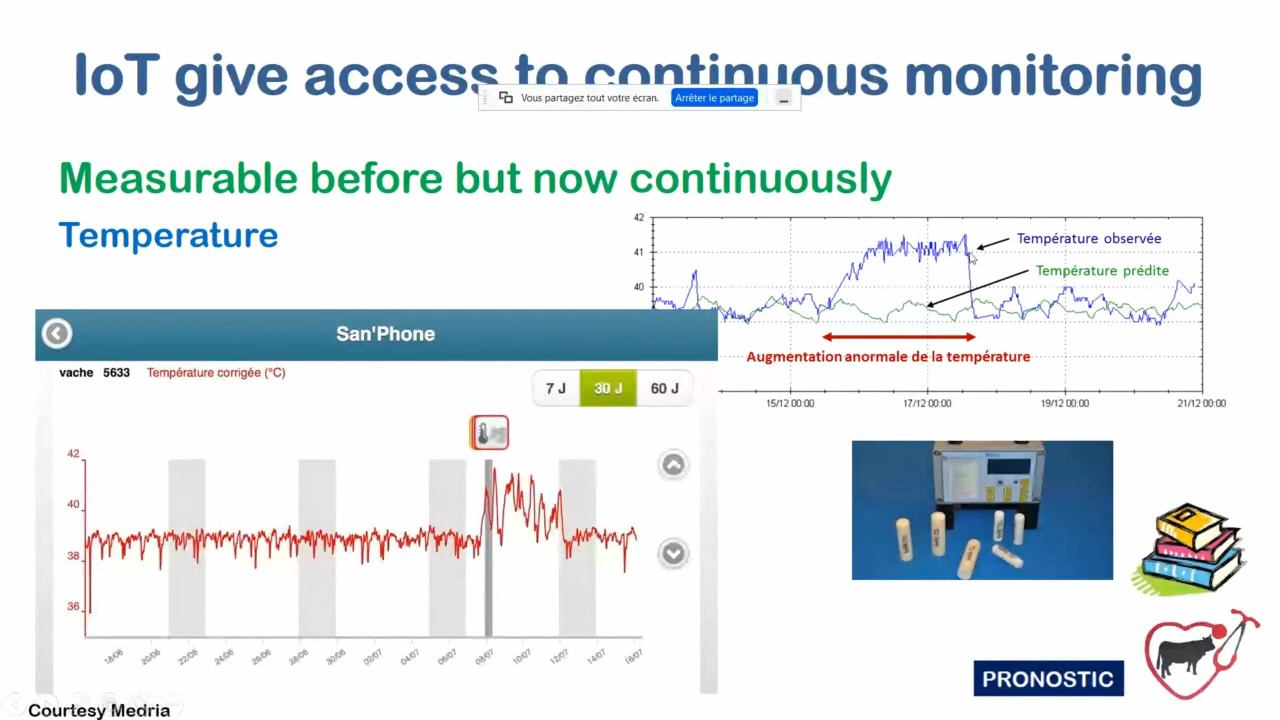 IoT give access to continuous monitoring
Vous partagez tout votre écran. Arrêter le partage
Measurable before but now continuously
Temperature
42
41
40
Température observée
Température prédite
Augmentation anormale de la température
15/12 00:00 17/12 00:00 19/12 00:00 21/12 00:00
San'Phone
vache 5633 Température corrigée (°C)
7 J 30 J 60 J
42
40
38
36
18/06 20/06 22/06 24/06 26/06 28/06 30/06 02/07 04/07 06/07 08/07 10/07 12/07 14/07 16/07
PRONOSTIC
Courtesy Medria